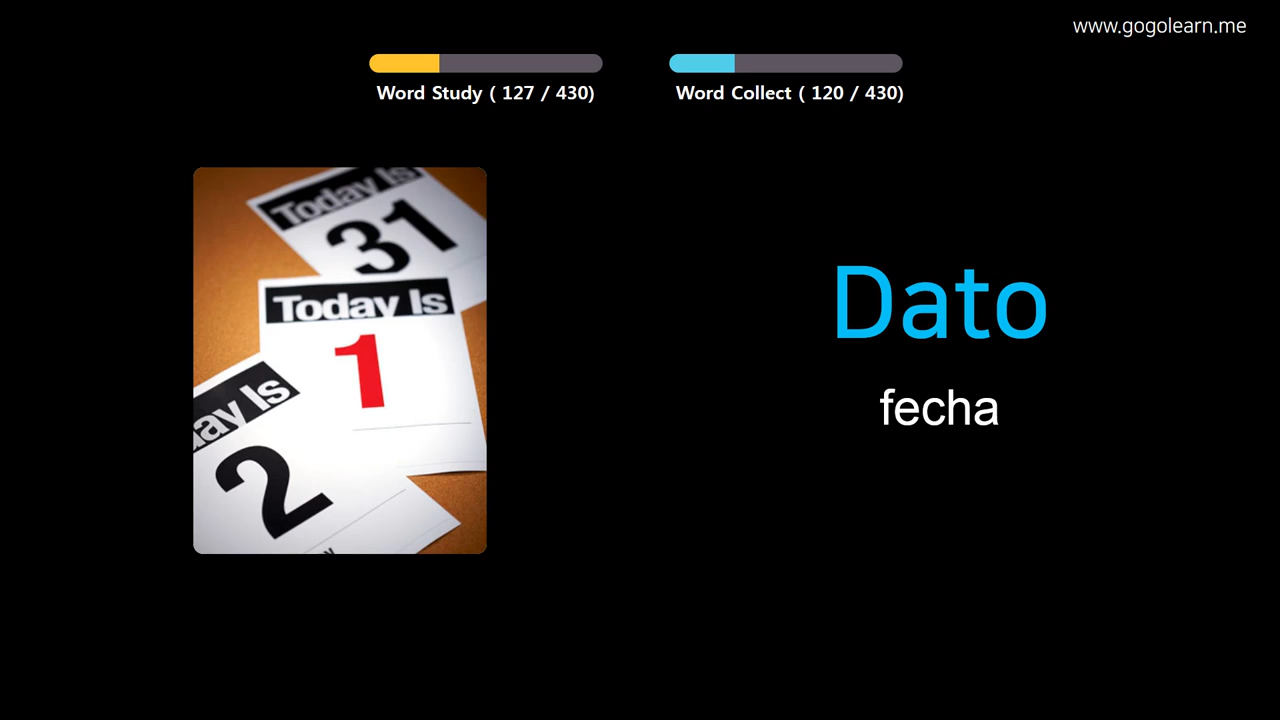 www.gogolearn.me
Word Study ( 127 / 430)
Word Collect ( 120 / 430)
Today Is
31
Today Is
1
ay Is
2
Dato
fecha